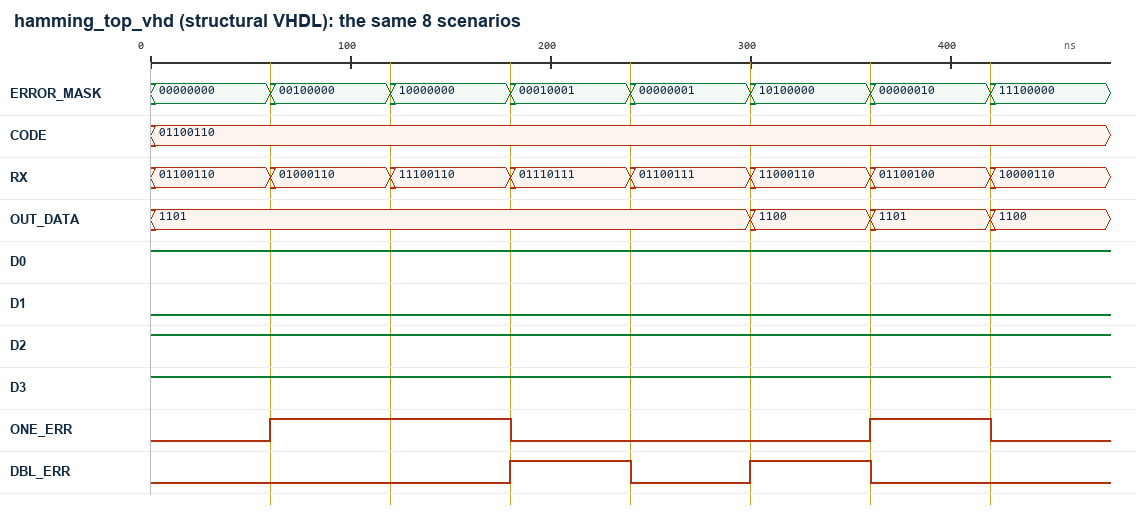 hamming_top_vhd (structural VHDL): the same 8 scenarios
0 100 200 300 400 ns
ERROR_MASK 00000000 00100000 10000000 00010001 00000001 10100000 00000010 11100000
CODE 01100110
RX 01100110 01000110 11100110 01110111 01100111 11000110 01100100 10000110
OUT_DATA 1101 1100 1101 1100
D0
D1
D2
D3
ONE_ERR
DBL_ERR